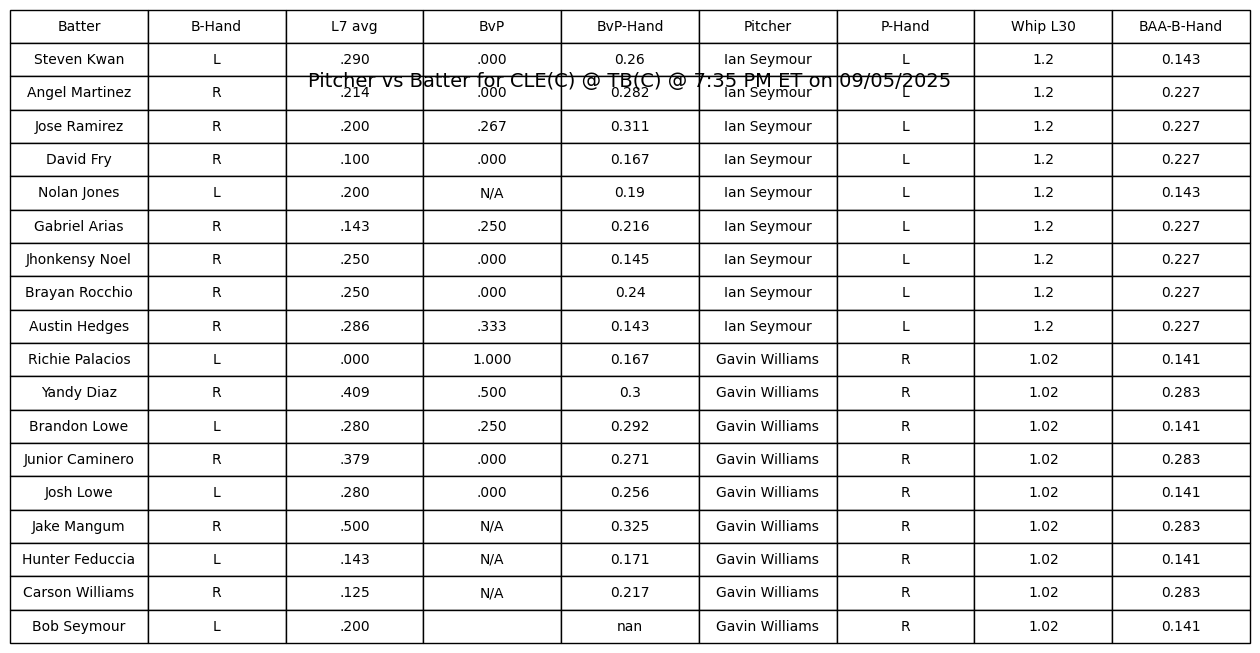 Batter B-Hand L7 avg BvP BvP-Hand Pitcher P-Hand Whip L30 BAA-B-Hand
Steven Kwan L .290 .000 0.26 Ian Seymour L 1.2 0.143
Pitcher vs Batter for CLE(C) @ TB(C) @ 7:35 PM ET on 09/05/2025
Angel Martinez R .214 .000 0.282 Ian Seymour L 1.2 0.227
Jose Ramirez R .200 .267 0.311 Ian Seymour L 1.2 0.227
David Fry R .100 .000 0.167 Ian Seymour L 1.2 0.227
Nolan Jones L .200 N/A 0.19 Ian Seymour L 1.2 0.143
Gabriel Arias R .143 .250 0.216 Ian Seymour L 1.2 0.227
Jhonkensy Noel R .250 .000 0.145 Ian Seymour L 1.2 0.227
Brayan Rocchio R .250 .000 0.24 Ian Seymour L 1.2 0.227
Austin Hedges R .286 .333 0.143 Ian Seymour L 1.2 0.227
Richie Palacios L .000 1.000 0.167 Gavin Williams R 1.02 0.141
Yandy Diaz R .409 .500 0.3 Gavin Williams R 1.02 0.283
Brandon Lowe L .280 .250 0.292 Gavin Williams R 1.02 0.141
Junior Caminero R .379 .000 0.271 Gavin Williams R 1.02 0.283
Josh Lowe L .280 .000 0.256 Gavin Williams R 1.02 0.141
Jake Mangum R .500 N/A 0.325 Gavin Williams R 1.02 0.283
Hunter Feduccia L .143 N/A 0.171 Gavin Williams R 1.02 0.141
Carson Williams R .125 N/A 0.217 Gavin Williams R 1.02 0.283
Bob Seymour L .200 nan Gavin Williams R 1.02 0.141